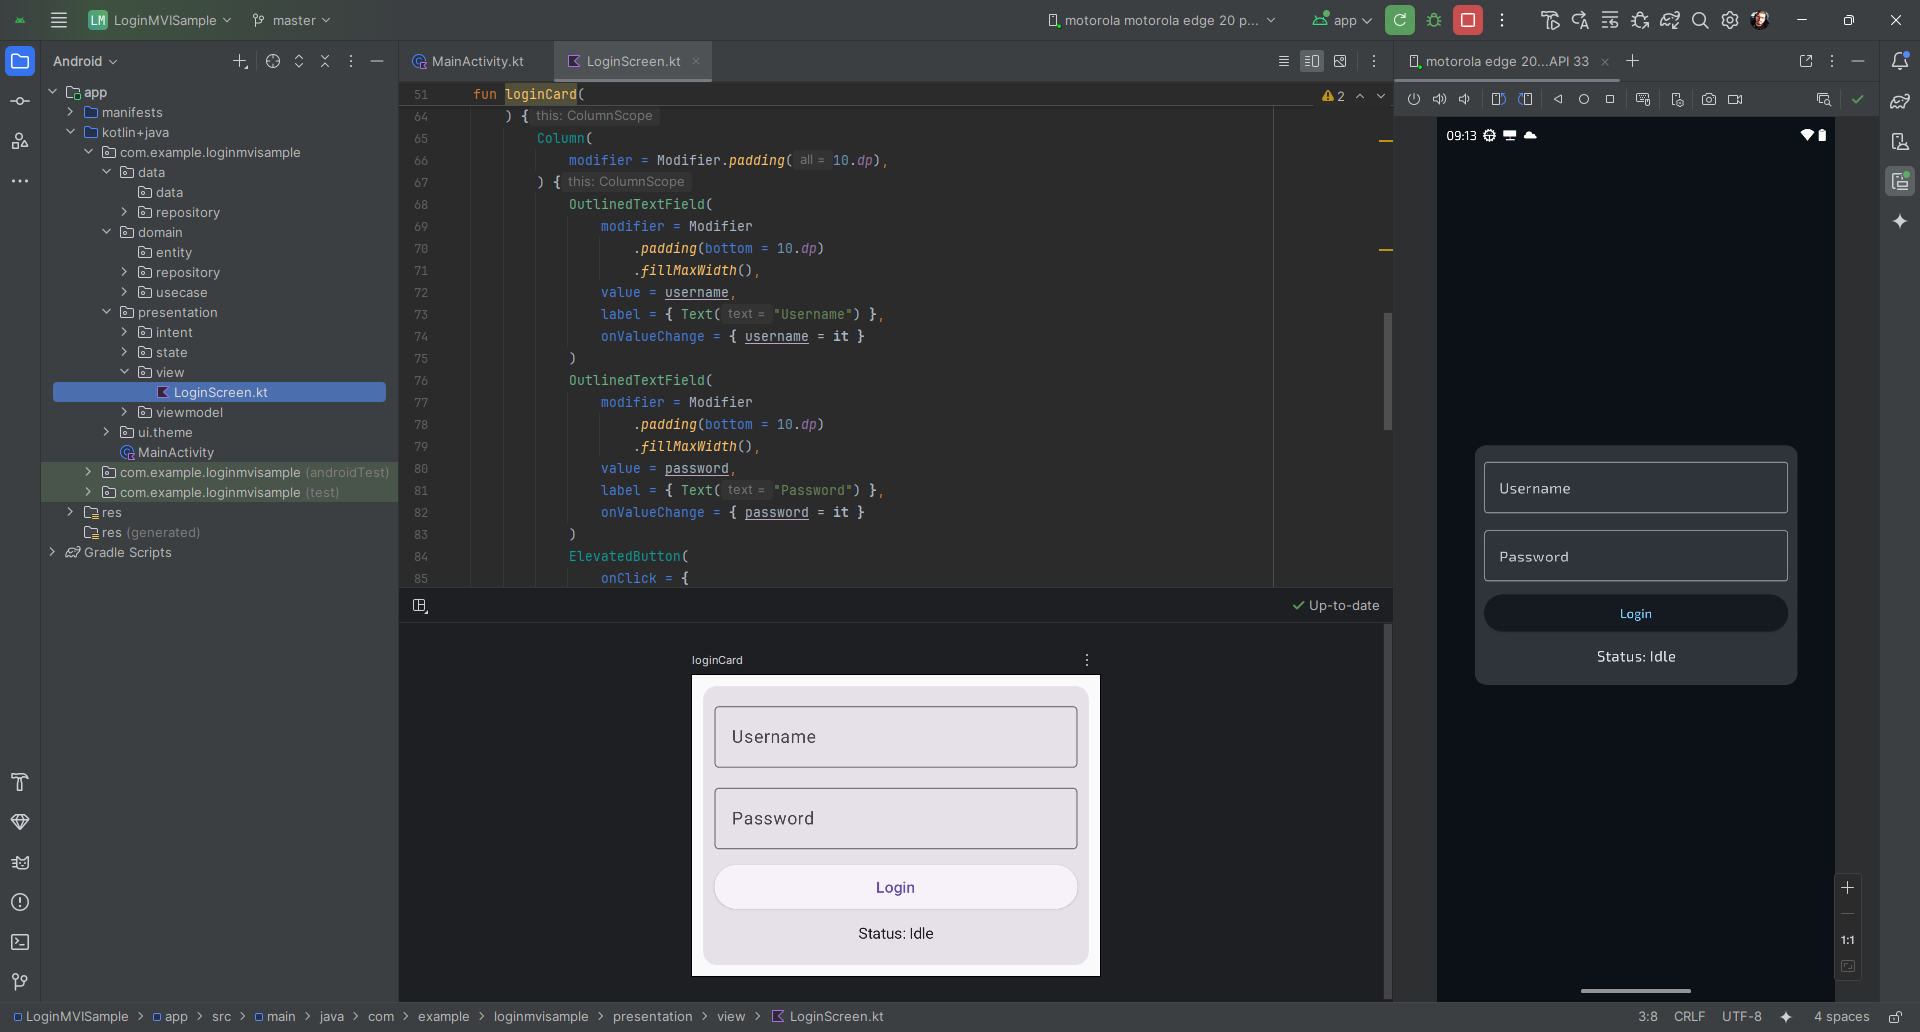 LM LoginMVISample master motorola motorola edge 20 p... app
Android
MainActivity.kt LoginScreen.kt
motorola edge 20...API 33
app
manifests
kotlin+java
com.example.loginmvisample
data
data
repository
domain
entity
repository
usecase
presentation
intent
state
view
LoginScreen.kt
viewmodel
ui.theme
MainActivity
com.example.loginmvisample (androidTest)
com.example.loginmvisample (test)
res
res (generated)
Gradle Scripts
51 fun loginCard( 2
64 ) { this: ColumnScope
65 Column(
66 modifier = Modifier.padding( all = 10.dp),
67 ) { this: ColumnScope
68 OutlinedTextField(
69 modifier = Modifier
70 .padding(bottom = 10.dp)
71 .fillMaxWidth(),
72 value = username,
73 label = { Text( text = "Username") },
74 onValueChange = { username = it }
75 )
76 OutlinedTextField(
77 modifier = Modifier
78 .padding(bottom = 10.dp)
79 .fillMaxWidth(),
80 value = password,
81 label = { Text( text = "Password") },
82 onValueChange = { password = it }
83 )
84 ElevatedButton(
85 onClick = {
Up-to-date
loginCard
Username
Password
Login
Status: Idle
09:13
Username
Password
Login
Status: Idle
1:1
LoginMVISample > app > src > main > java > com > example > loginmvisample > presentation > view > LoginScreen.kt
3:8 CRLF UTF-8 4 spaces